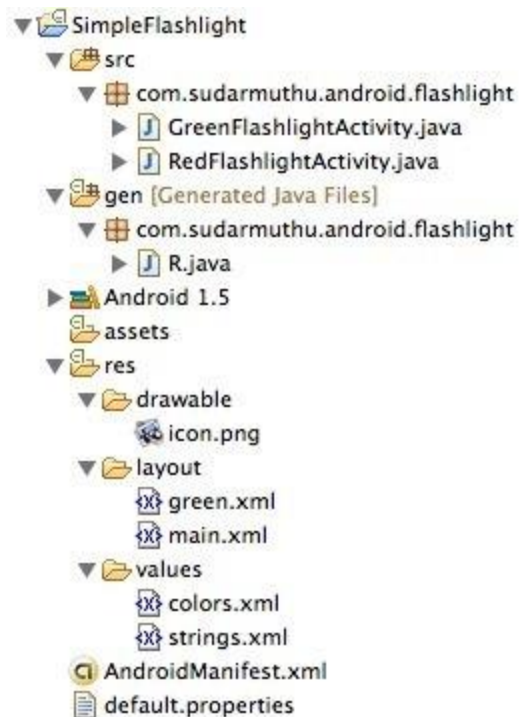 SimpleFlashlight
src
com.sudarmuthu.android.flashlight
GreenFlashlightActivity.java
RedFlashlightActivity.java
gen [Generated Java Files]
com.sudarmuthu.android.flashlight
R.java
Android 1.5
assets
res
drawable
icon.png
layout
green.xml
main.xml
values
colors.xml
strings.xml
AndroidManifest.xml
default.properties